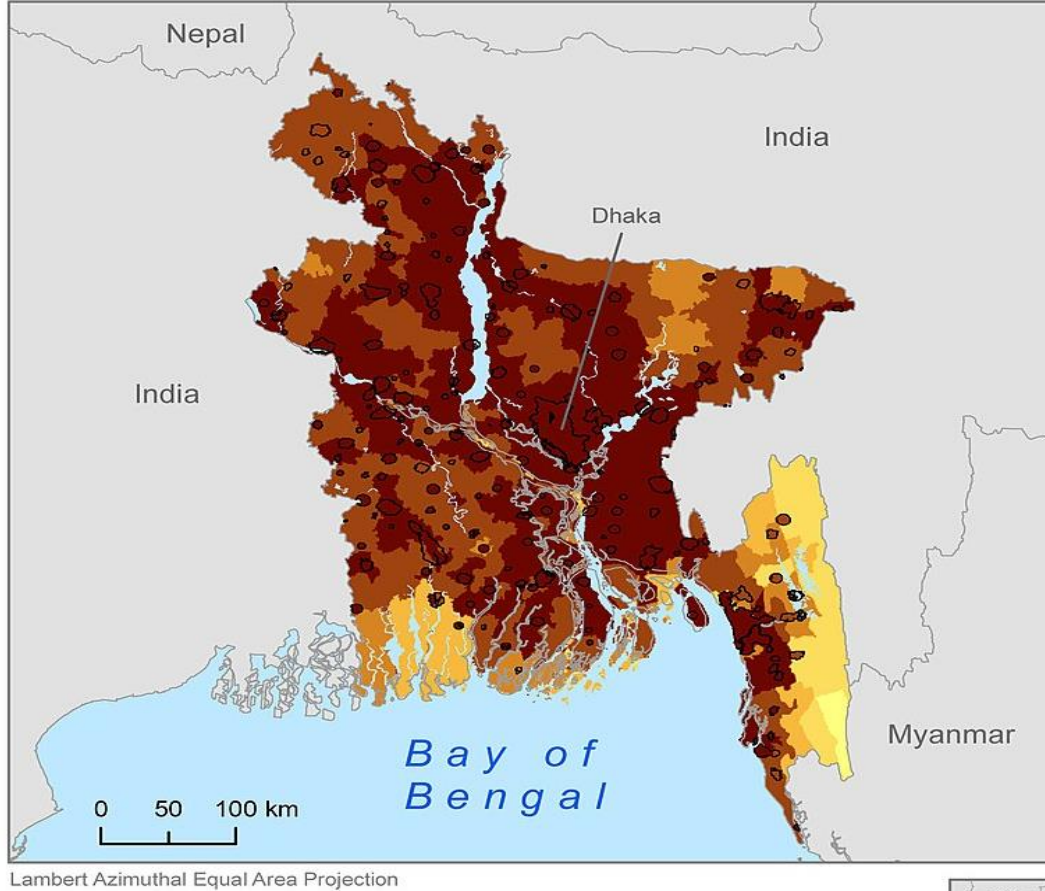 Nepal
India
Dhaka
India
Myanmar
Bay of
Bengal
0 50 100 km
Lambert Azimuthal Equal Area Projection